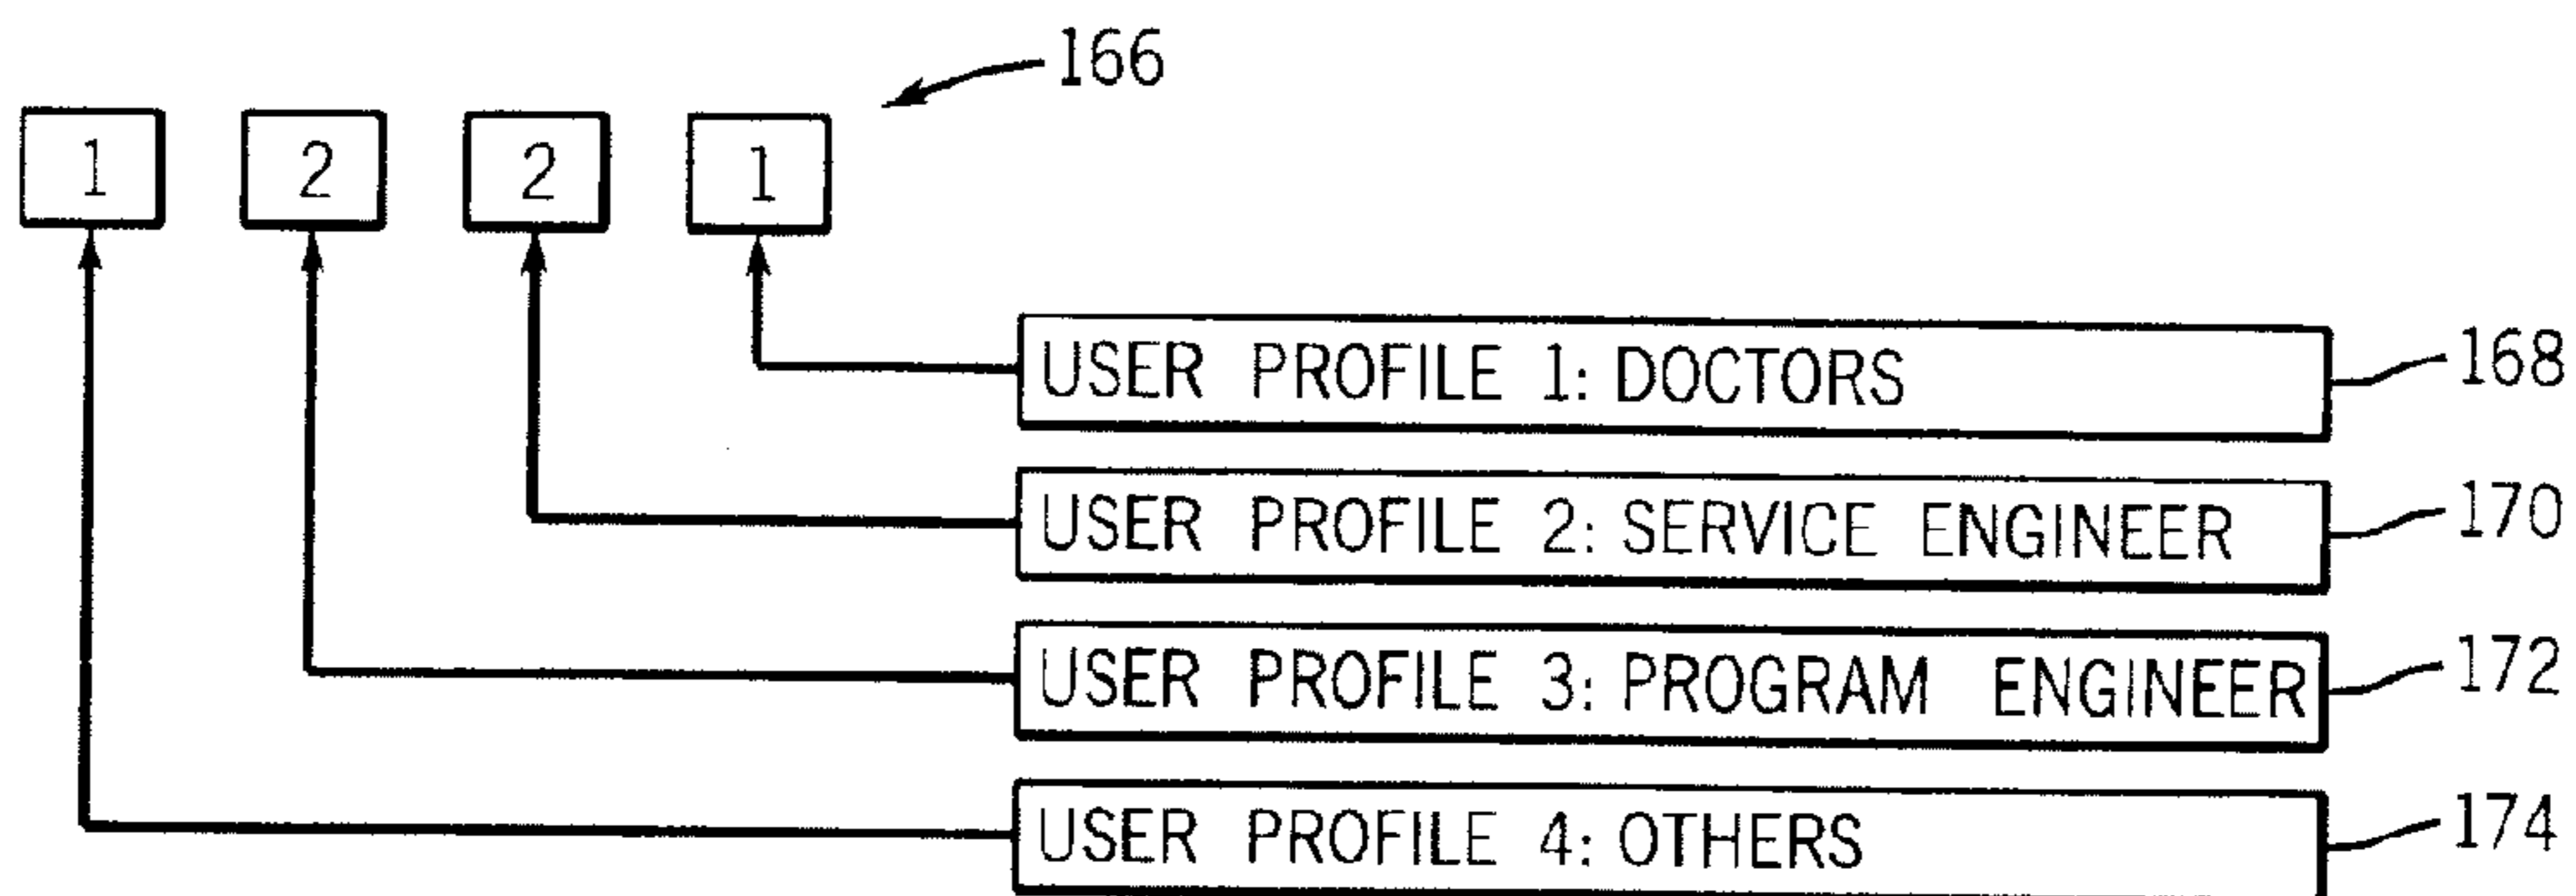 166
1 2 2 1
USER PROFILE 1: DOCTORS 168
USER PROFILE 2: SERVICE ENGINEER 170
USER PROFILE 3: PROGRAM ENGINEER 172
USER PROFILE 4: OTHERS 174